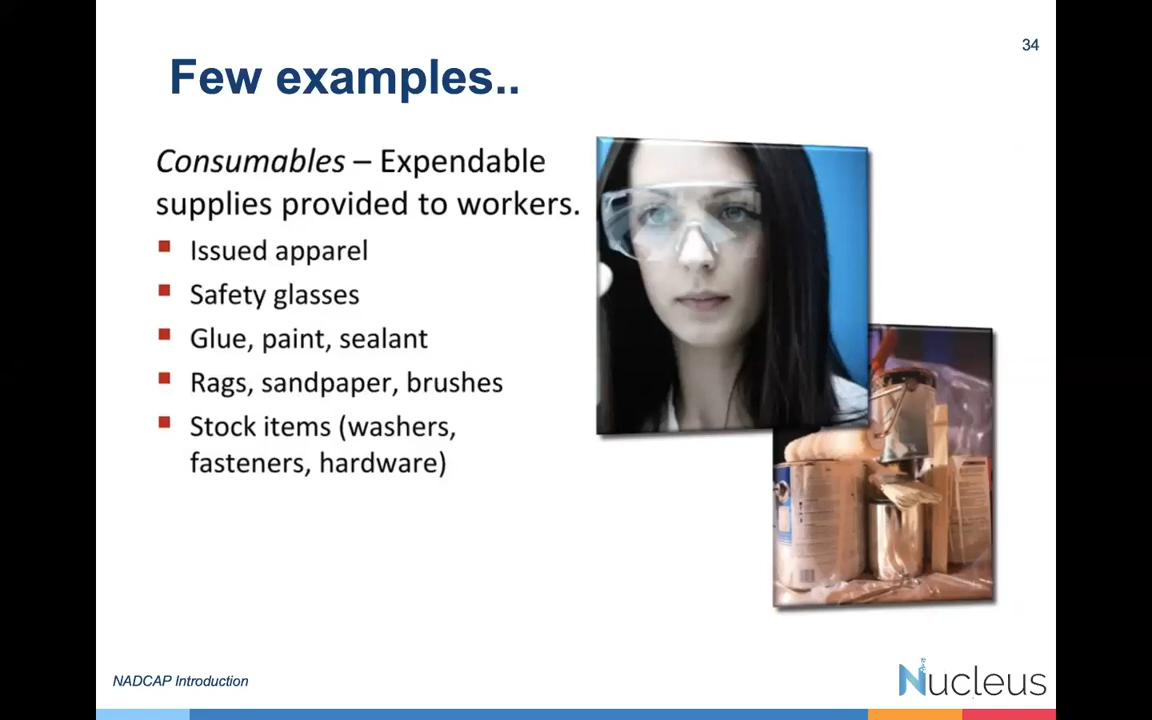 34
Few examples..
Consumables – Expendable
supplies provided to workers.
Issued apparel
Safety glasses
Glue, paint, sealant
Rags, sandpaper, brushes
Stock items (washers,
fasteners, hardware)
NADCAP Introduction
Nucleus